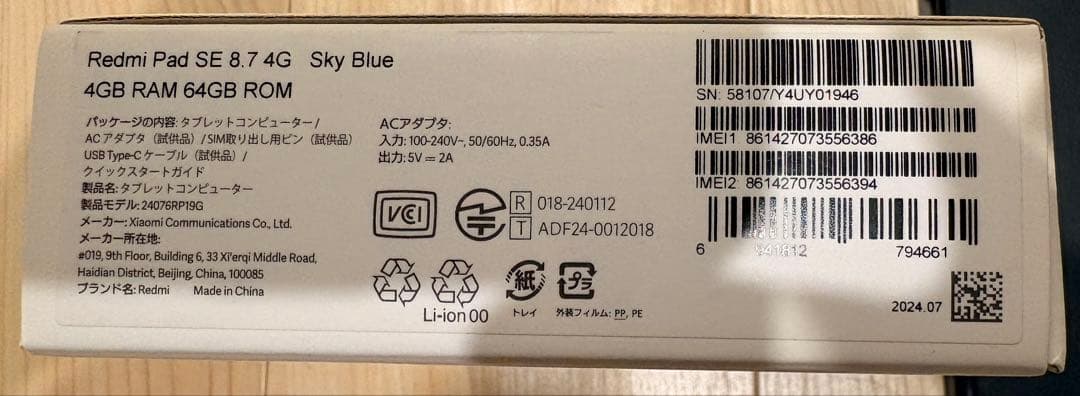 Redmi Pad SE 8.7 4G Sky Blue
4GB RAM 64GB ROM
パッケージの内容: タブレットコンピューター/
ACアダプタ（試供品）/SIM取り出し用ピン（試供品）
USB Type-C ケーブル（試供品）/
クイックスタートガイド
製品名: タブレットコンピューター
製品モデル: 24076RP19G
メーカー: Xiaomi Communications Co., Ltd.
メーカー所在地:
#019, 9th Floor, Building 6, 33 Xi'erqi Middle Road,
Haidian District, Beijing, China, 100085
ブランド名: Redmi Made in China
ACアダプタ:
入力: 100-240V~, 50/60Hz, 0.35A
出力: 5V⎓2A
VCCI
R 018-240112
T ADF24-0012018
Li-ion 00
紙
トレイ
プラ
外装フィルム: PP, PE
SN: 58107/Y4UY01946
IMEI1 861427073556386
IMEI2 861427073556394
6 941812 794661
2024.07